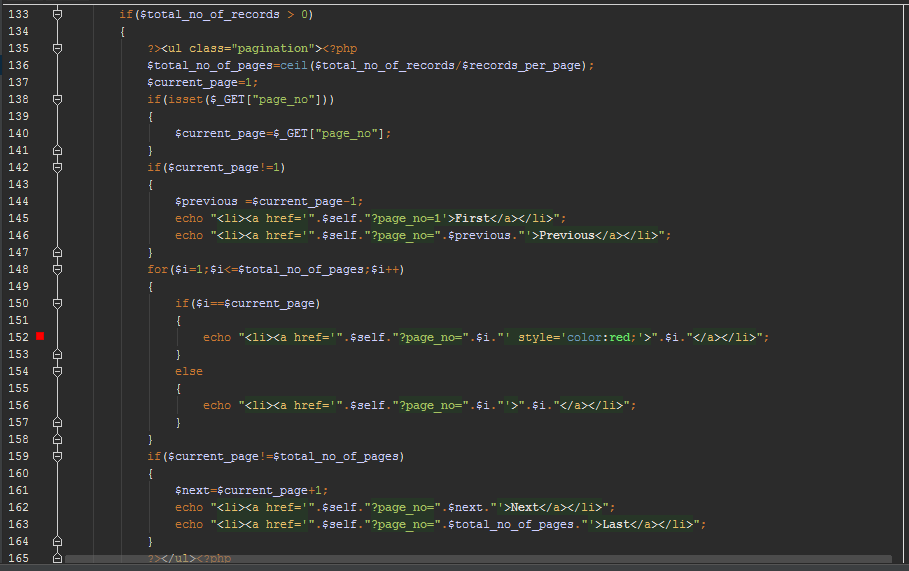 133 if($total_no_of_records > 0)
134 {
135 ?><ul class="pagination"><?php
136 $total_no_of_pages=ceil($total_no_of_records/$records_per_page);
137 $current_page=1;
138 if(isset($_GET["page_no"]))
139 {
140 $current_page=$_GET["page_no"];
141 }
142 if($current_page!=1)
143 {
144 $previous =$current_page-1;
145 echo "<li><a href='".$self."?page_no=1'>First</a></li>";
146 echo "<li><a href='".$self."?page_no=".$previous."'>Previous</a></li>";
147 }
148 for($i=1;$i<=$total_no_of_pages;$i++)
149 {
150 if($i==$current_page)
151 {
152 echo "<li><a href='".$self."?page_no=".$i."' style='color:red;'>".$i."</a></li>";
153 }
154 else
155 {
156 echo "<li><a href='".$self."?page_no=".$i."'>".$i."</a></li>";
157 }
158 }
159 if($current_page!=$total_no_of_pages)
160 {
161 $next=$current_page+1;
162 echo "<li><a href='".$self."?page_no=".$next."'>Next</a></li>";
163 echo "<li><a href='".$self."?page_no=".$total_no_of_pages."'>Last</a></li>";
164 }
165 ?></ul><?php